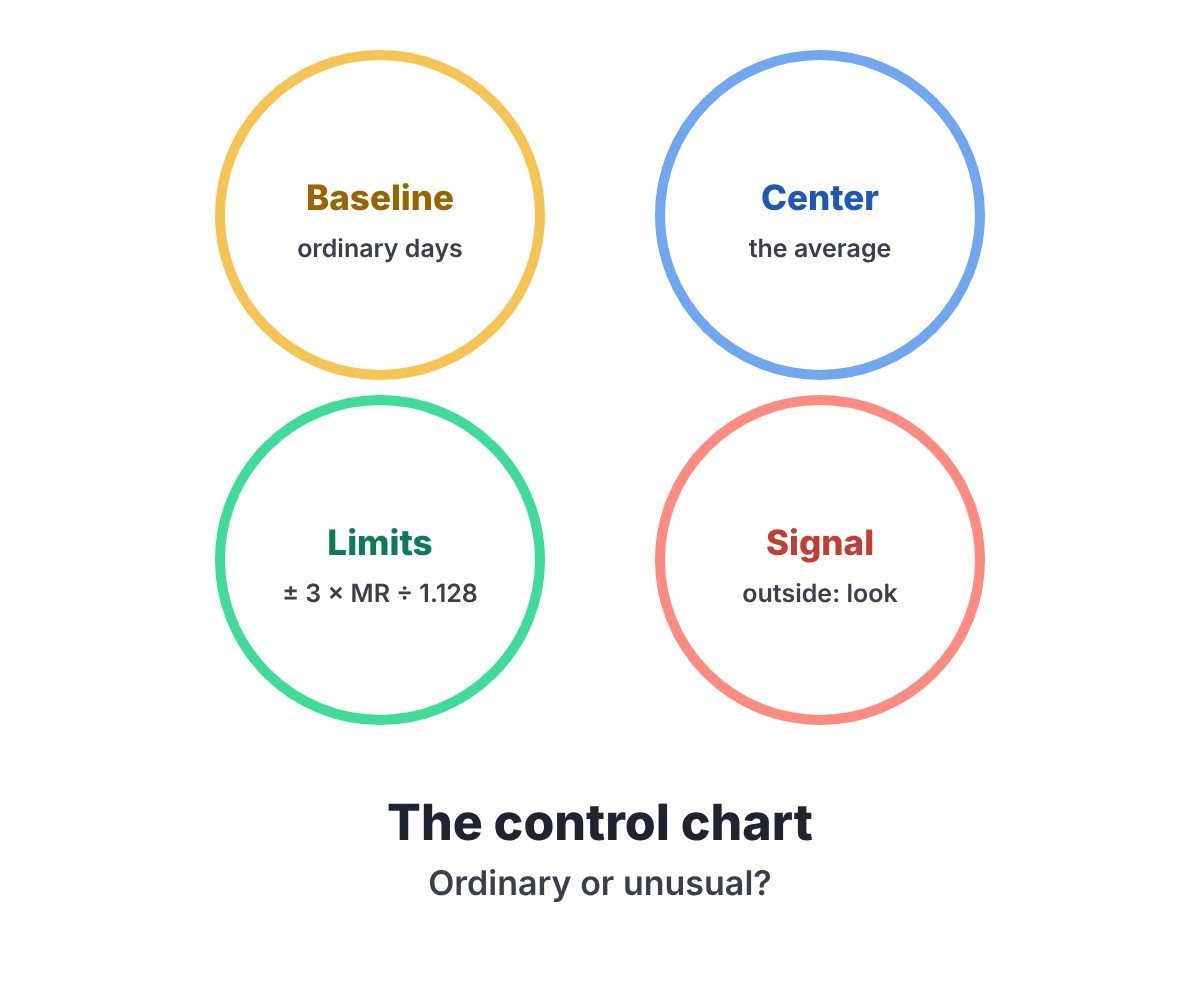 Baseline
ordinary days
Center
the average
Limits
± 3 × MR ÷ 1.128
Signal
outside: look
The control chart
Ordinary or unusual?